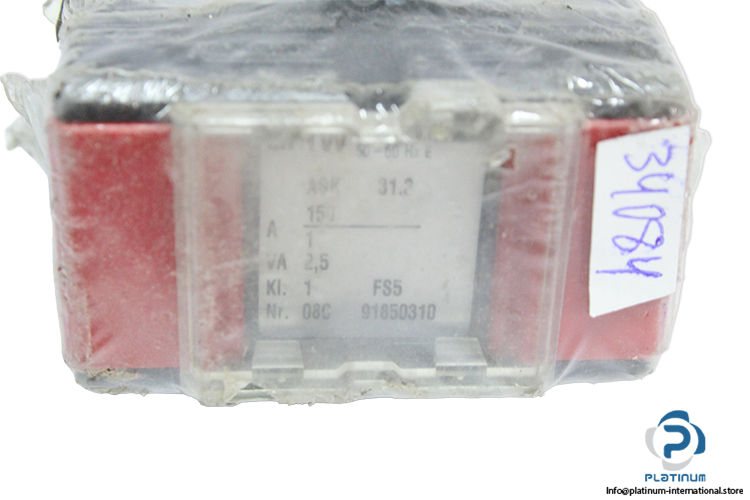 50-60 Hz E
ASK 31.3
150
A
1
VA 2,5
Kl. 1 FS5
Nr. 08C 91850310
34084
PLATINUM
Info@platinum-international.store